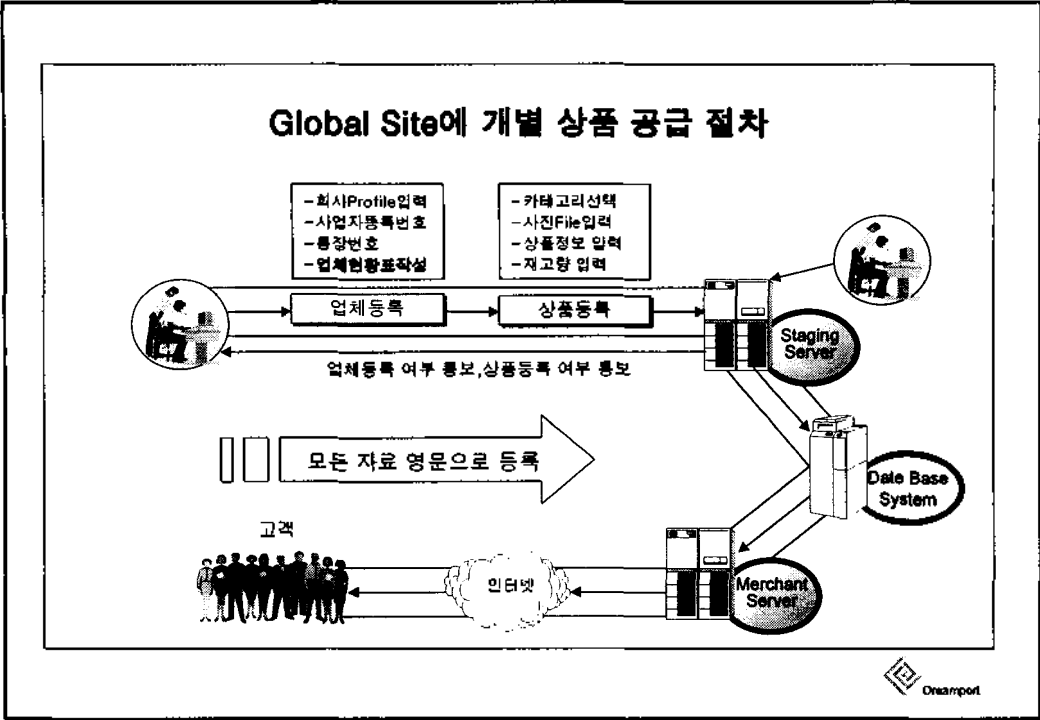 Global Site에 개별 상품 공급 절차
-회사Profile입력
-사업자등록번호
-통장번호
-업체현황표작성
-카테고리선택
-사진File입력
-상품정보 입력
-재고량 입력
업체등록
상품등록
Staging
Server
업체등록 여부 통보,상품등록 여부 통보
모든 자료 영문으로 등록
Date Base
System
고객
인터넷
Merchant
Server
Dreamport